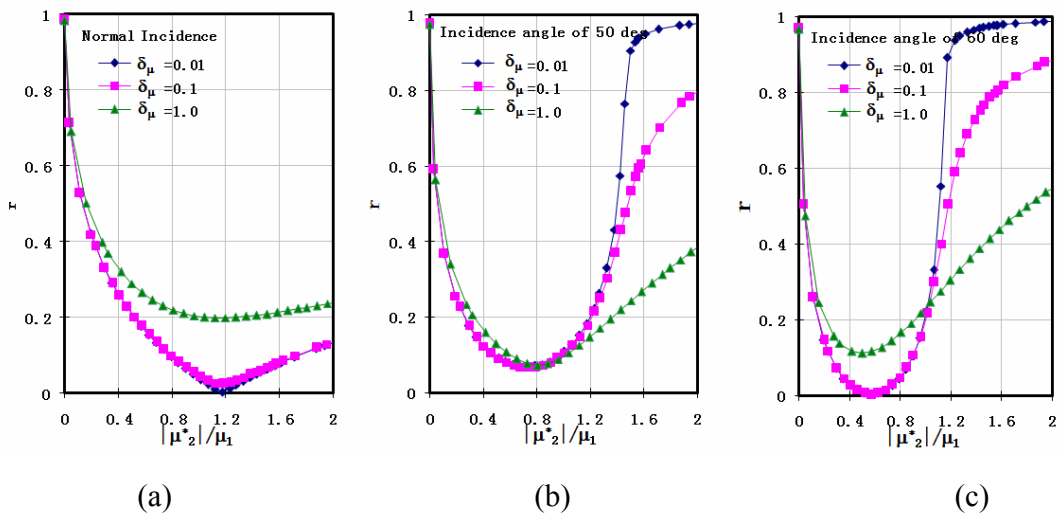 Normal Incidence
δμ =0.01
δμ =0.1
δμ =1.0
1
0.8
0.6
0.4
0.2
0
r
0 0.4 0.8 1.2 1.6 2
|μ*2|/μ1
(a)
Incidence angle of 50 deg
δμ =0.01
δμ =0.1
δμ =1.0
1
0.8
0.6
0.4
0.2
0
r
0 0.4 0.8 1.2 1.6 2
|μ*2|/μ1
(b)
Incidence angle of 60 deg
δμ =0.01
δμ =0.1
δμ =1.0
1
0.8
0.6
0.4
0.2
0
r
0 0.4 0.8 1.2 1.6 2
|μ*2|/μ1
(c)